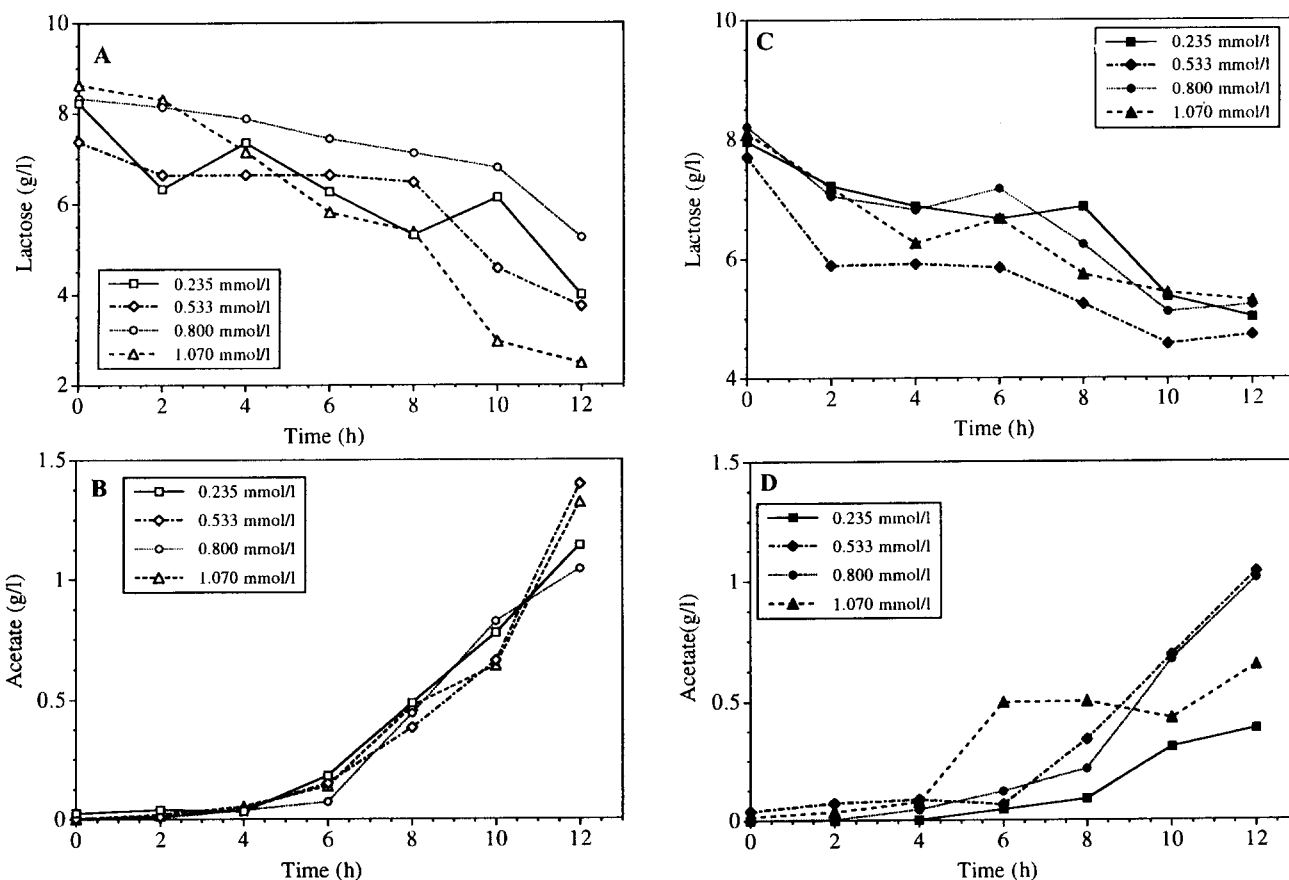 A
Lactose (g/l)
10
8
6
4
2
0.235 mmol/l
0.533 mmol/l
0.800 mmol/l
1.070 mmol/l
0 2 4 6 8 10 12
Time (h)
C
Lactose (g/l)
10
8
6
4
0.235 mmol/l
0.533 mmol/l
0.800 mmol/l
1.070 mmol/l
0 2 4 6 8 10 12
Time (h)
B
Acetate (g/l)
1.5
1
0.5
0
0.235 mmol/l
0.533 mmol/l
0.800 mmol/l
1.070 mmol/l
0 2 4 6 8 10 12
Time (h)
D
Acetate(g/l)
1.5
1
0.5
0
0.235 mmol/l
0.533 mmol/l
0.800 mmol/l
1.070 mmol/l
0 2 4 6 8 10 12
Time (h)